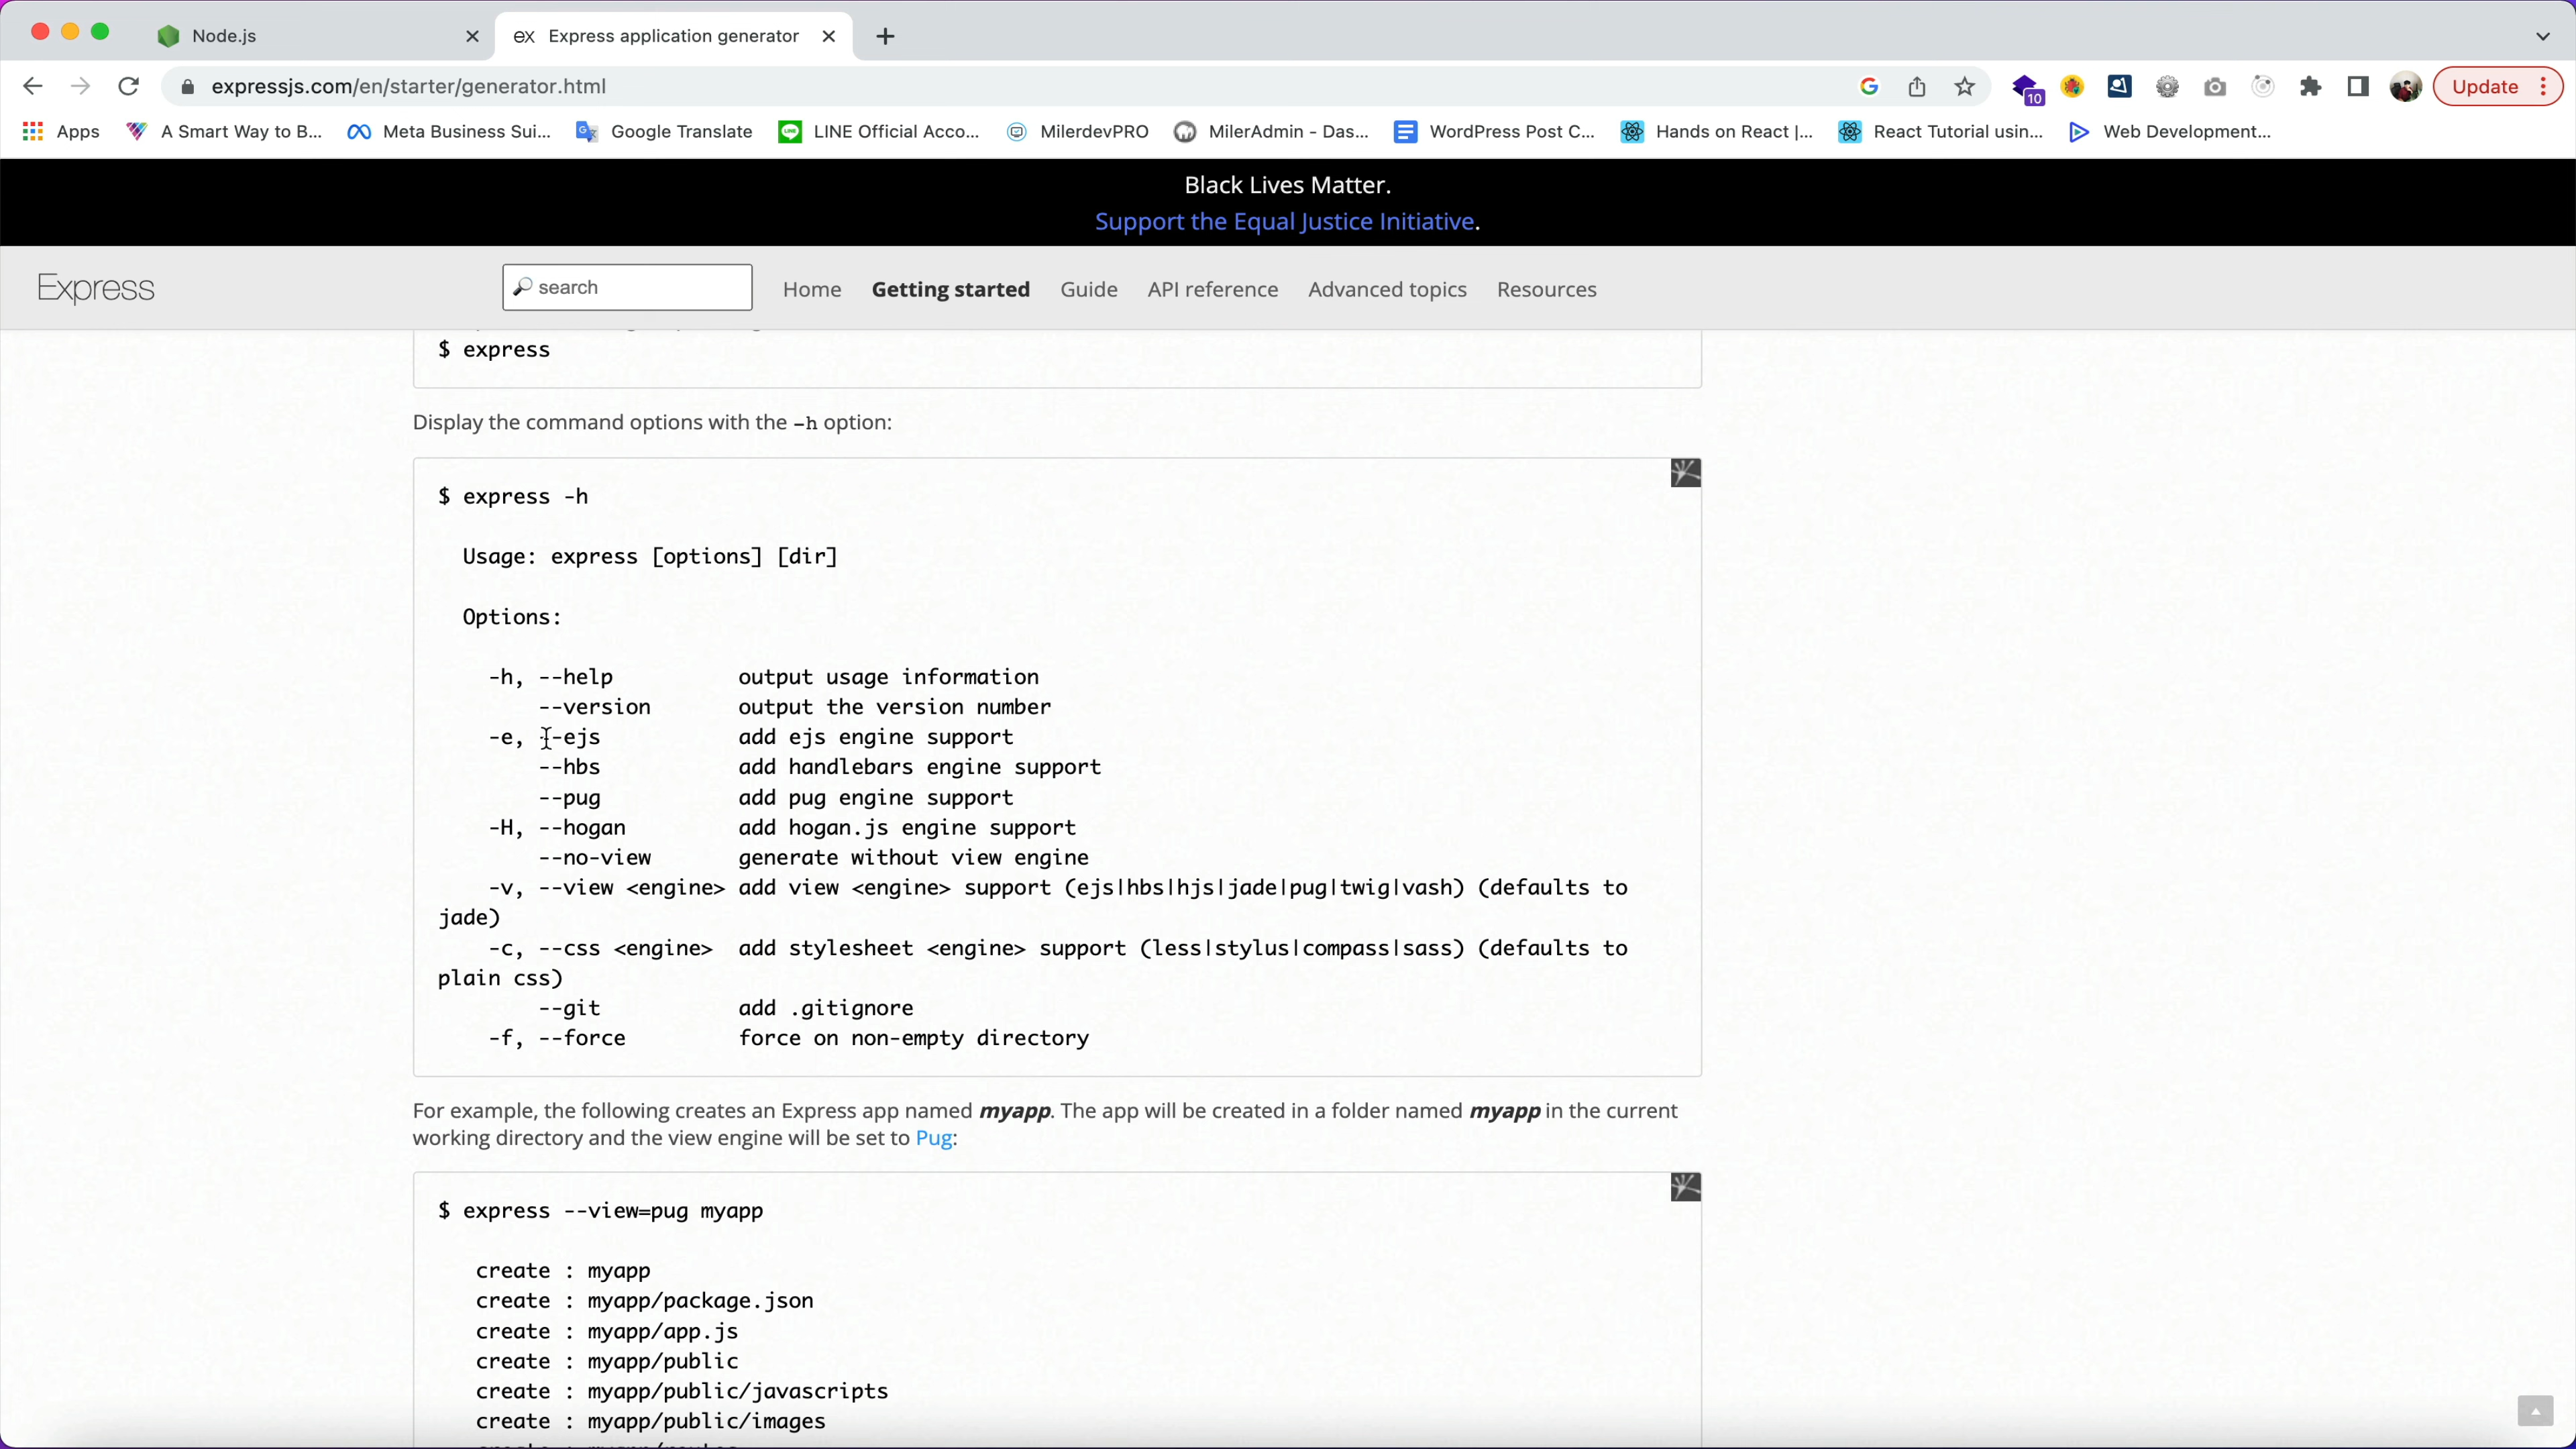 Node.js
ex Express application generator
expressjs.com/en/starter/generator.html
10
Update
Apps A Smart Way to B... Meta Business Sui... Google Translate LINE Official Acco... MilerdevPRO MilerAdmin - Das... WordPress Post C... Hands on React |... React Tutorial usin... Web Development...
Black Lives Matter.
Support the Equal Justice Initiative.
Express search Home Getting started Guide API reference Advanced topics Resources
$ express
Display the command options with the -h option:
$ express -h
Usage: express [options] [dir]
Options:
-h, --help output usage information
--version output the version number
-e, --ejs add ejs engine support
--hbs add handlebars engine support
--pug add pug engine support
-H, --hogan add hogan.js engine support
--no-view generate without view engine
-v, --view <engine> add view <engine> support (ejs|hbs|hjs|jade|pug|twig|vash) (defaults to
jade)
-c, --css <engine> add stylesheet <engine> support (less|stylus|compass|sass) (defaults to
plain css)
--git add .gitignore
-f, --force force on non-empty directory
For example, the following creates an Express app named myapp. The app will be created in a folder named myapp in the current
working directory and the view engine will be set to Pug:
$ express --view=pug myapp
create : myapp
create : myapp/package.json
create : myapp/app.js
create : myapp/public
create : myapp/public/javascripts
create : myapp/public/images